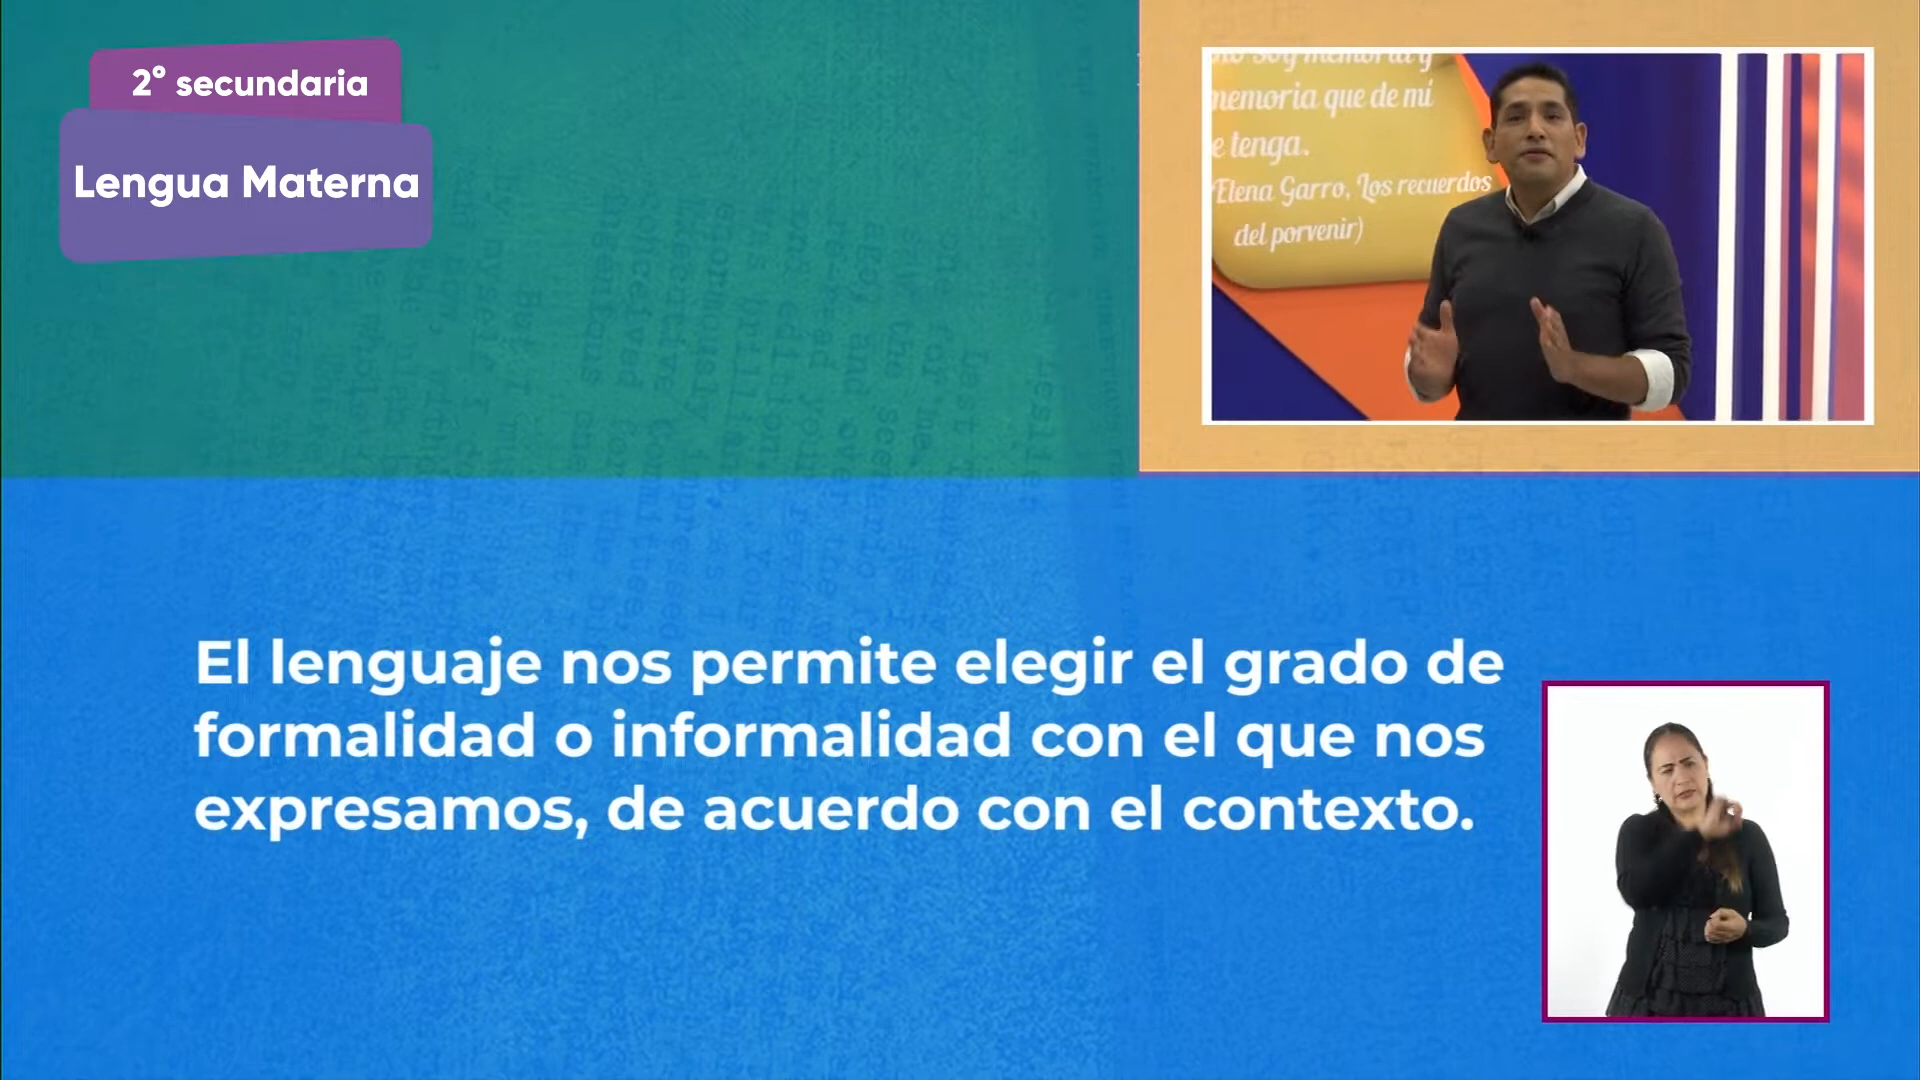 2° secundaria
Lengua Materna
memoria que de mí
e tenga.
Elena Garro, Los recuerdos
del porvenir)
El lenguaje nos permite elegir el grado de
formalidad o informalidad con el que nos
expresamos, de acuerdo con el contexto.